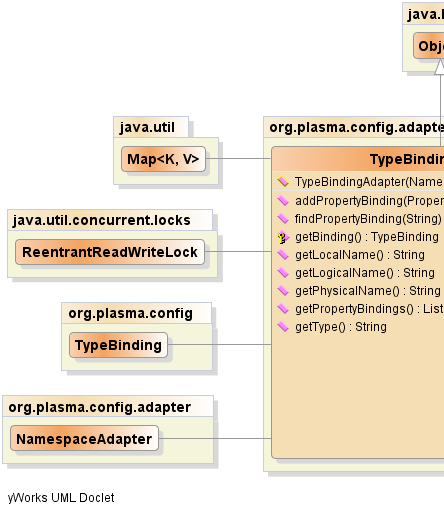 java.l
Obje
java.util
Map<K, V>
org.plasma.config.adapte
TypeBindin
TypeBindingAdapter(Name
addPropertyBinding(Proper
findPropertyBinding(String)
getBinding() : TypeBinding
getLocalName() : String
getLogicalName() : String
getPhysicalName() : String
getPropertyBindings() : List
getType() : String
java.util.concurrent.locks
ReentrantReadWriteLock
org.plasma.config
TypeBinding
org.plasma.config.adapter
NamespaceAdapter
yWorks UML Doclet